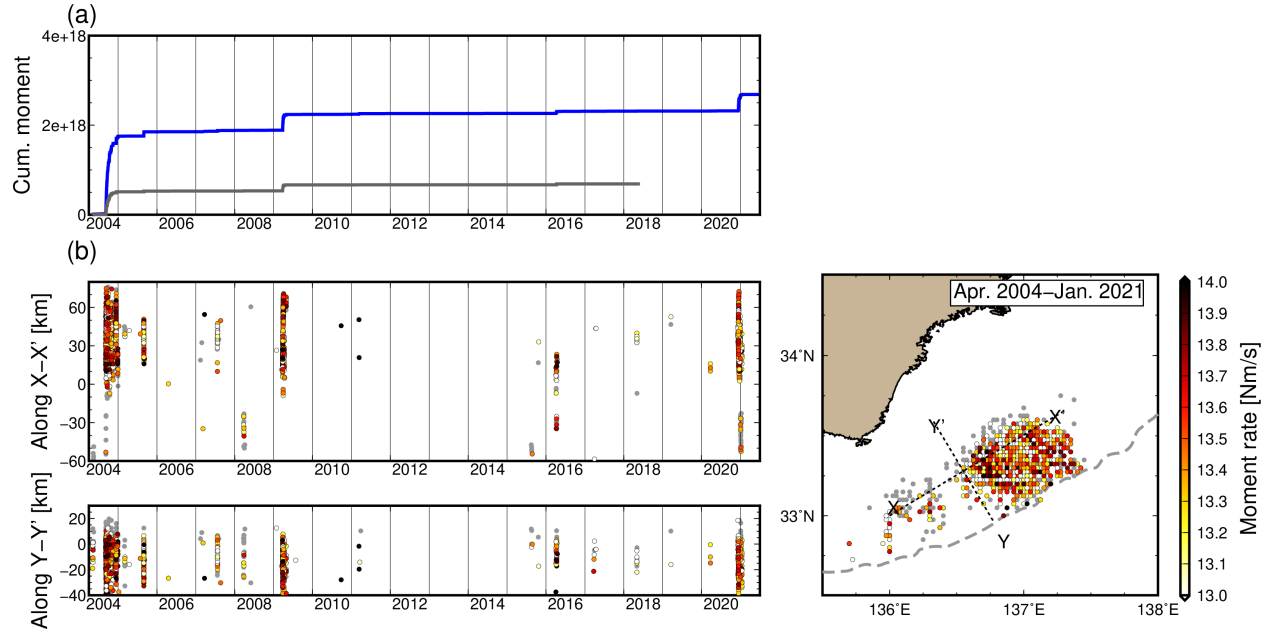 (a)
4e+18
2e+18
0
Cum. moment
2004 2006 2008 2010 2012 2014 2016 2018 2020
(b)
60
30
0
−30
−60
Along X−X' [km]
2004 2006 2008 2010 2012 2014 2016 2018 2020
20
0
−20
−40
Along Y−Y' [km]
2004 2006 2008 2010 2012 2014 2016 2018 2020
Apr. 2004−Jan. 2021
34˚N
33˚N
Y'
X'
X
Y
136˚E 137˚E 138˚E
14.0
13.9
13.8
13.7
13.6
13.5
13.4
13.3
13.2
13.1
13.0
Moment rate [Nm/s]